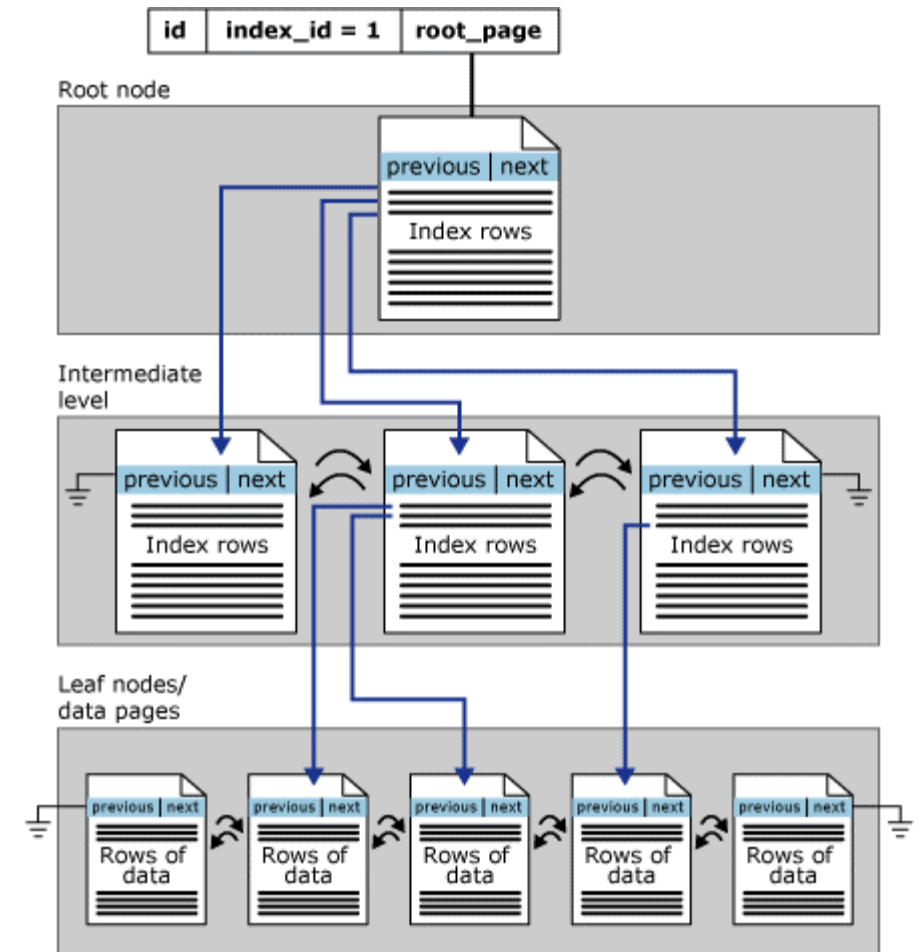 id index_id = 1 root_page
Root node
previous next
Index rows
Intermediate
level
previous next previous next previous next
Index rows Index rows Index rows
Leaf nodes/
data pages
previous next previous next previous next previous next previous next
Rows of Rows of Rows of Rows of Rows of
data data data data data